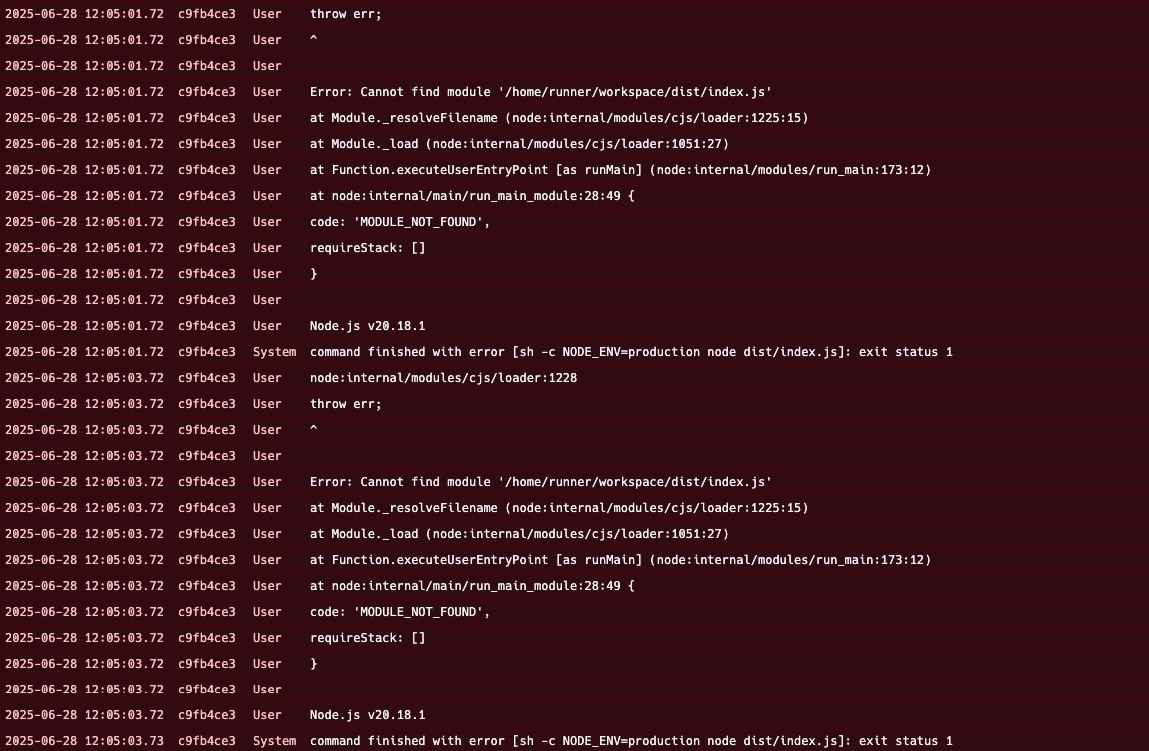 2025-06-28 12:05:01.72 c9fb4ce3 User throw err;
2025-06-28 12:05:01.72 c9fb4ce3 User ^
2025-06-28 12:05:01.72 c9fb4ce3 User
2025-06-28 12:05:01.72 c9fb4ce3 User Error: Cannot find module '/home/runner/workspace/dist/index.js'
2025-06-28 12:05:01.72 c9fb4ce3 User at Module._resolveFilename (node:internal/modules/cjs/loader:1225:15)
2025-06-28 12:05:01.72 c9fb4ce3 User at Module._load (node:internal/modules/cjs/loader:1051:27)
2025-06-28 12:05:01.72 c9fb4ce3 User at Function.executeUserEntryPoint [as runMain] (node:internal/modules/run_main:173:12)
2025-06-28 12:05:01.72 c9fb4ce3 User at node:internal/main/run_main_module:28:49 {
2025-06-28 12:05:01.72 c9fb4ce3 User code: 'MODULE_NOT_FOUND',
2025-06-28 12:05:01.72 c9fb4ce3 User requireStack: []
2025-06-28 12:05:01.72 c9fb4ce3 User }
2025-06-28 12:05:01.72 c9fb4ce3 User
2025-06-28 12:05:01.72 c9fb4ce3 User Node.js v20.18.1
2025-06-28 12:05:01.72 c9fb4ce3 System command finished with error [sh -c NODE_ENV=production node dist/index.js]: exit status 1
2025-06-28 12:05:03.72 c9fb4ce3 User node:internal/modules/cjs/loader:1228
2025-06-28 12:05:03.72 c9fb4ce3 User throw err;
2025-06-28 12:05:03.72 c9fb4ce3 User ^
2025-06-28 12:05:03.72 c9fb4ce3 User
2025-06-28 12:05:03.72 c9fb4ce3 User Error: Cannot find module '/home/runner/workspace/dist/index.js'
2025-06-28 12:05:03.72 c9fb4ce3 User at Module._resolveFilename (node:internal/modules/cjs/loader:1225:15)
2025-06-28 12:05:03.72 c9fb4ce3 User at Module._load (node:internal/modules/cjs/loader:1051:27)
2025-06-28 12:05:03.72 c9fb4ce3 User at Function.executeUserEntryPoint [as runMain] (node:internal/modules/run_main:173:12)
2025-06-28 12:05:03.72 c9fb4ce3 User at node:internal/main/run_main_module:28:49 {
2025-06-28 12:05:03.72 c9fb4ce3 User code: 'MODULE_NOT_FOUND',
2025-06-28 12:05:03.72 c9fb4ce3 User requireStack: []
2025-06-28 12:05:03.72 c9fb4ce3 User }
2025-06-28 12:05:03.72 c9fb4ce3 User
2025-06-28 12:05:03.72 c9fb4ce3 User Node.js v20.18.1
2025-06-28 12:05:03.73 c9fb4ce3 System command finished with error [sh -c NODE_ENV=production node dist/index.js]: exit status 1